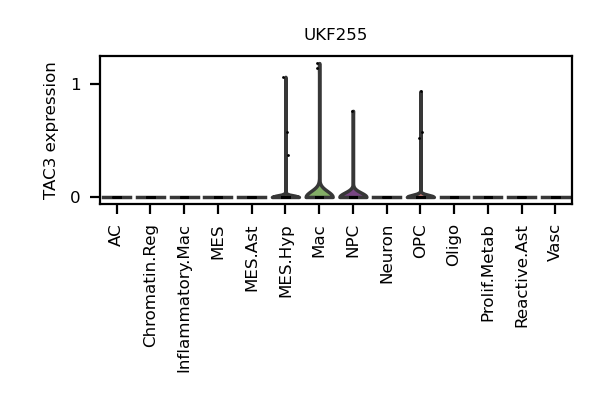 UKF255
TAC3 expression
1
0
AC
Chromatin.Reg
Inflammatory.Mac
MES
MES.Ast
MES.Hyp
Mac
NPC
Neuron
OPC
Oligo
Prolif.Metab
Reactive.Ast
Vasc